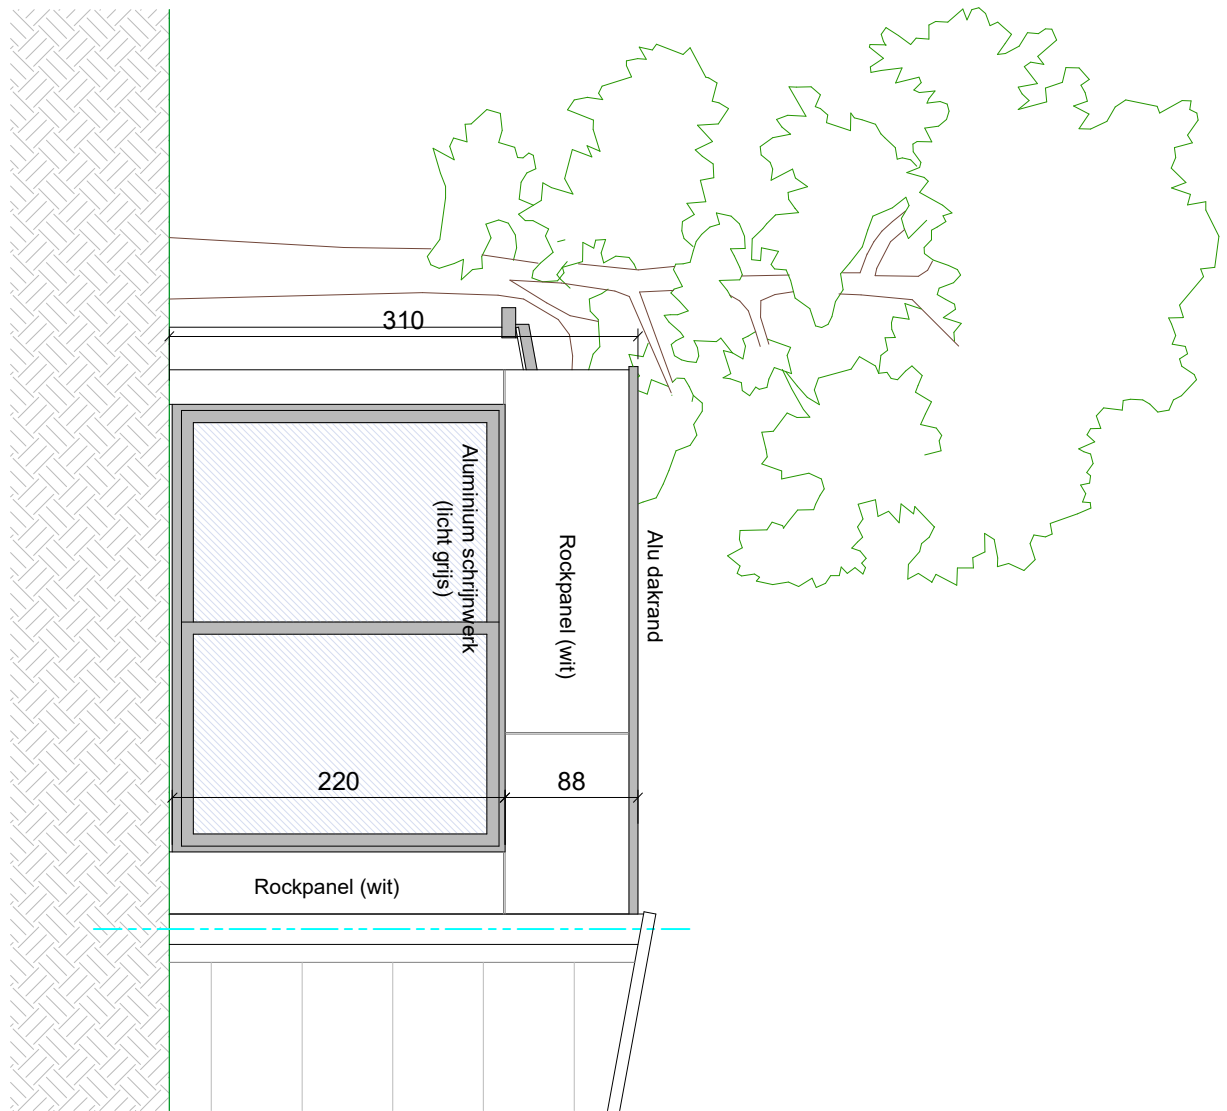 310
Aluminium schrijnwerk
(licht grijs)
Rockpanel (wit)
Alu dakrand
220
88
Rockpanel (wit)